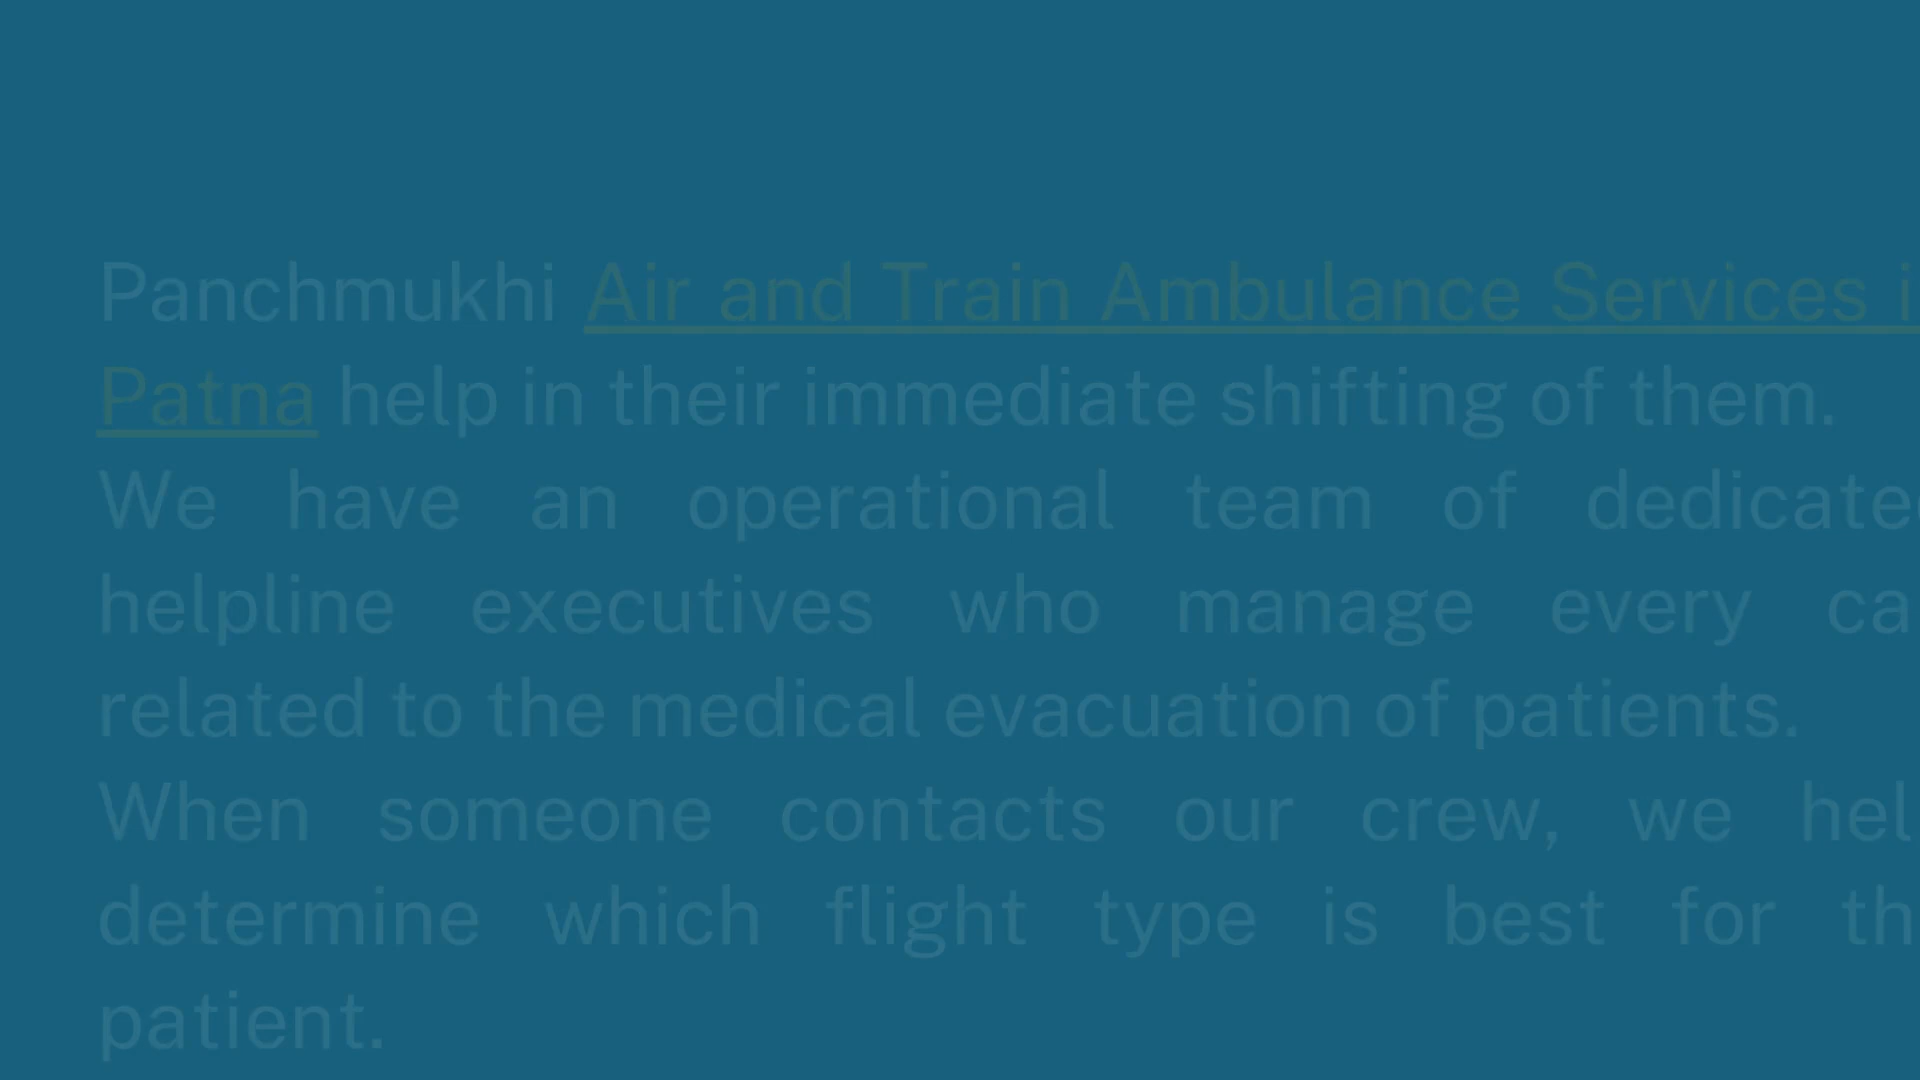 Panchmukhi Air and Train Ambulance Services i
Patna help in their immediate shifting of them.
We have an operational team of dedicate
helpline executives who manage every ca
related to the medical evacuation of patients.
When someone contacts our crew, we hel
determine which flight type is best for th
patient.